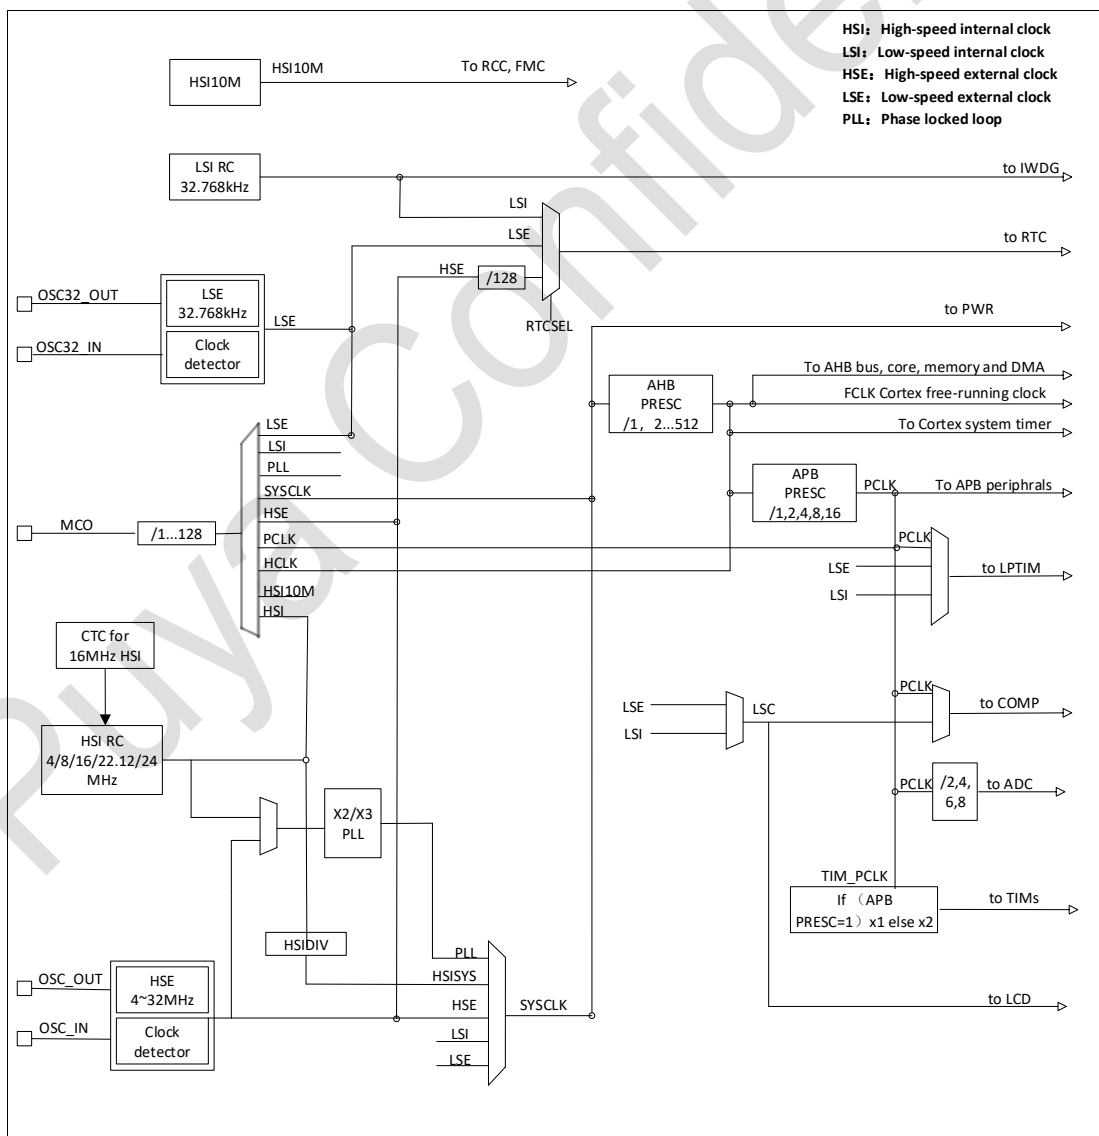 HSI：High-speed internal clock
LSI：Low-speed internal clock
HSE：High-speed external clock
LSE：Low-speed external clock
PLL：Phase locked loop
HSI10M
HSI10M
To RCC, FMC
LSI RC
32.768kHz
to IWDG
LSI
LSE
HSE
/128
to RTC
RTCSEL
OSC32_OUT
OSC32_IN
LSE
32.768kHz
Clock
detector
LSE
to PWR
AHB
PRESC
/1，2...512
To AHB bus, core, memory and DMA
FCLK Cortex free-running clock
To Cortex system timer
APB
PRESC
/1,2,4,8,16
PCLK
To APB periphrals
MCO
/1...128
LSE
LSI
PLL
SYSCLK
HSE
PCLK
HCLK
HSI10M
HSI
PCLK
LSE
LSI
to LPTIM
CTC for
16MHz HSI
HSI RC
4/8/16/22.12/24
MHz
LSE
LSI
LSC
PCLK
to COMP
X2/X3
PLL
PCLK
/2,4,
6,8
to ADC
TIM_PCLK
If （APB
PRESC=1）x1 else x2
to TIMs
HSIDIV
OSC_OUT
OSC_IN
HSE
4~32MHz
Clock
detector
PLL
HSISYS
HSE
LSI
LSE
SYSCLK
to LCD
Puya Confide